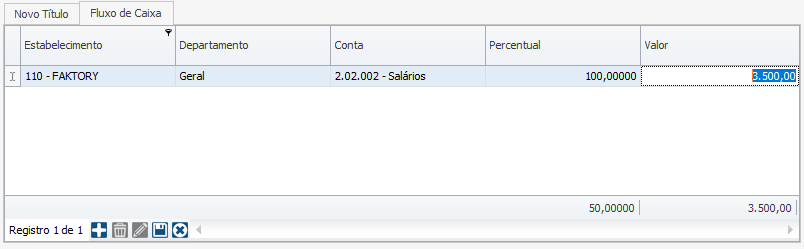 Novo Título Fluxo de Caixa
Estabelecimento Departamento Conta Percentual Valor
110 - FAKTORY Geral 2.02.002 - Salários 100,00000 3.500,00
50,00000 3.500,00
Registro 1 de 1